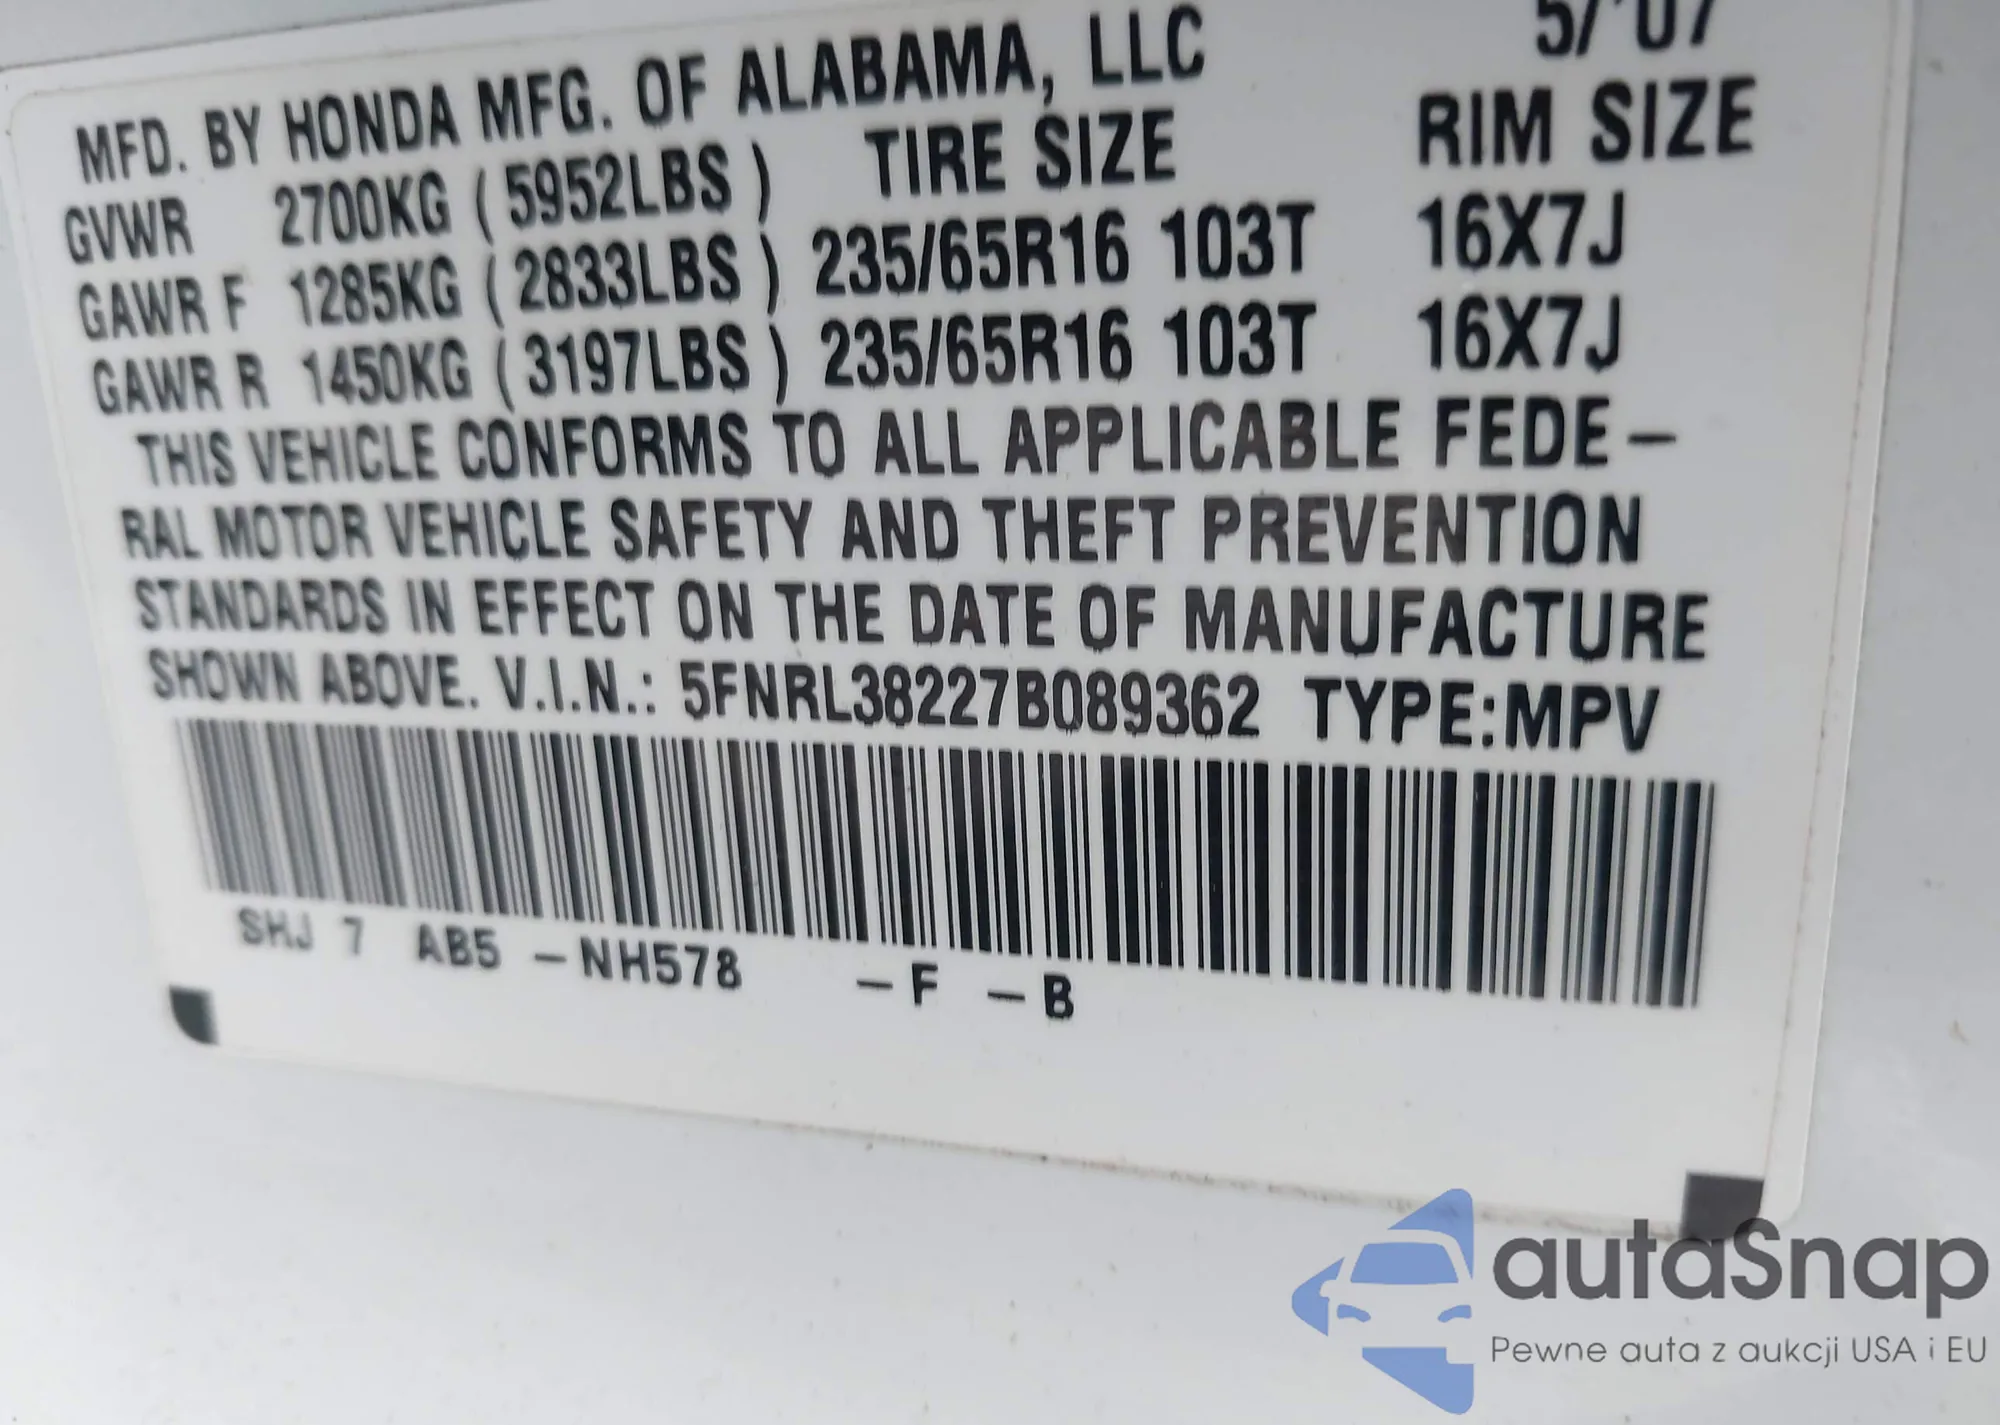 5/'07
MFD. BY HONDA MFG. OF ALABAMA, LLC
TIRE SIZE RIM SIZE
GVWR 2700KG ( 5952LBS )
GAWR F 1285KG ( 2833LBS ) 235/65R16 103T 16X7J
GAWR R 1450KG ( 3197LBS ) 235/65R16 103T 16X7J
THIS VEHICLE CONFORMS TO ALL APPLICABLE FEDE-
RAL MOTOR VEHICLE SAFETY AND THEFT PREVENTION
STANDARDS IN EFFECT ON THE DATE OF MANUFACTURE
SHOWN ABOVE. V.I.N.: 5FNRL38227B089362 TYPE:MPV
SHJ 7 AB5 -NH578 -F -B
autaSnap
Pewne auta z aukcji USA i EU